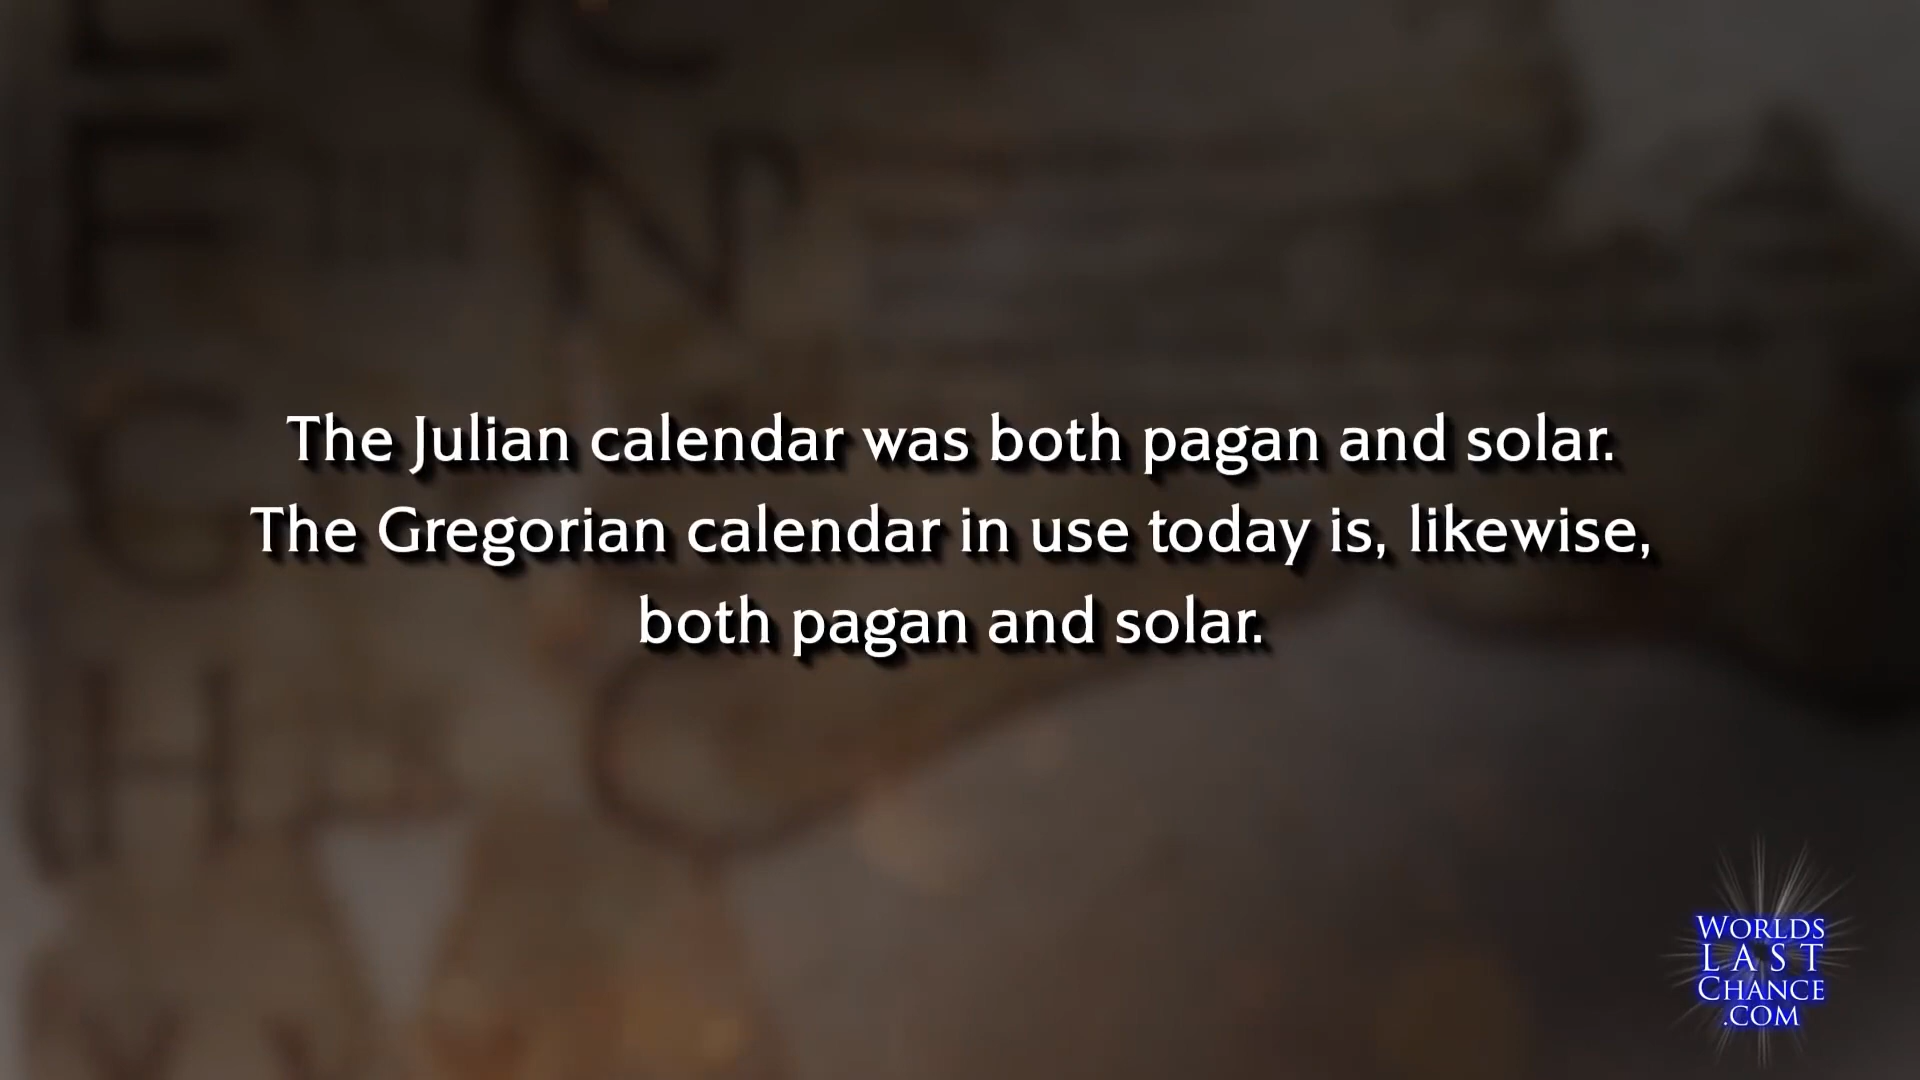 The Julian calendar was both pagan and solar.
The Gregorian calendar in use today is, likewise,
both pagan and solar.
WORLDS
LAST
CHANCE
.COM